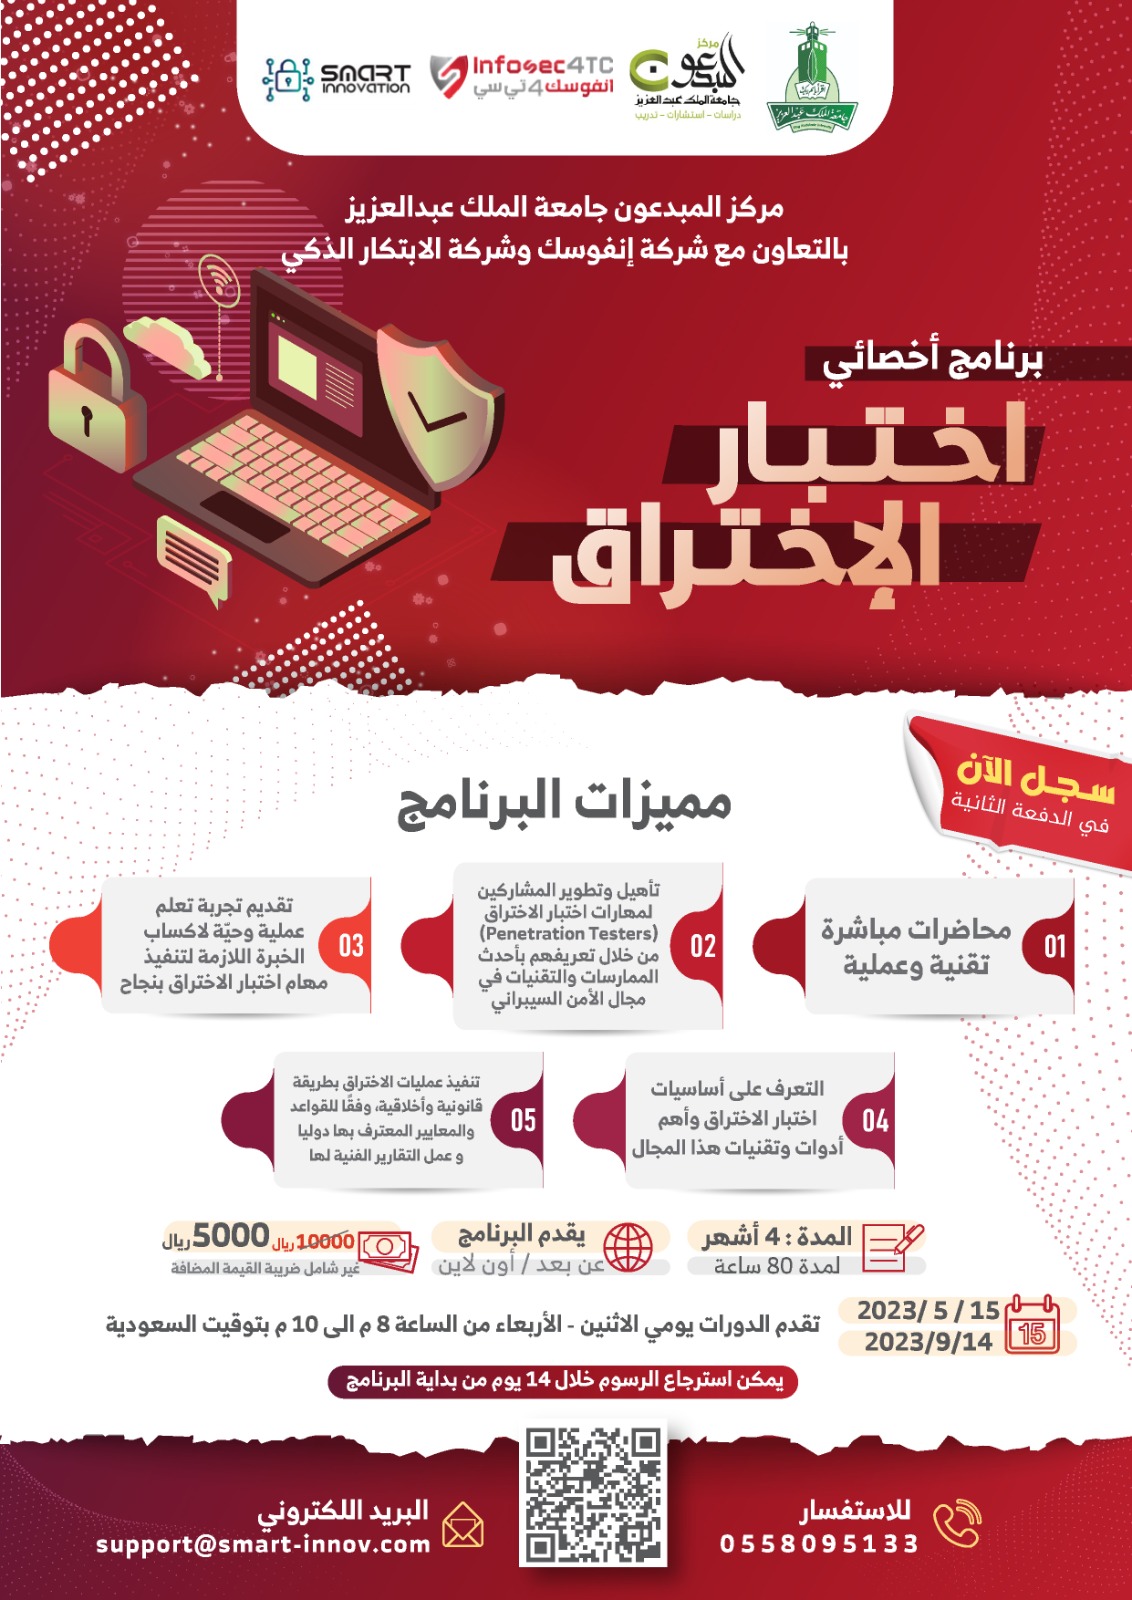 SMART
INNOVATION
Infosec4TC
انفوسك4تي سي
مركز
المبدعون
جامعة الملك عبد العزيز
دراسات - استشارات - تدريب
جامعة الملك عبد العزيز
مركز المبدعون جامعة الملك عبدالعزيز
بالتعاون مع شركة إنفوسك وشركة الابتكار الذكي
برنامج أخصائي
اختبار
الإختراق
سجل الآن
في الدفعة الثانية
مميزات البرنامج
01
محاضرات مباشرة
تقنية وعملية
02
تأهيل وتطوير المشاركين
لمهارات اختبار الاختراق
(Penetration Testers)
من خلال تعريفهم بأحدث
الممارسات والتقنيات في
مجال الأمن السيبراني
03
تقديم تجربة تعلم
عملية وحيّة لاكساب
الخبرة اللازمة لتنفيذ
مهام اختبار الاختراق بنجاح
04
التعرف على أساسيات
اختبار الاختراق وأهم
أدوات وتقنيات هذا المجال
05
تنفيذ عمليات الاختراق بطريقة
قانونية وأخلاقية، وفقًا للقواعد
والمعايير المعترف بها دوليا
و عمل التقارير الفنية لها
المدة : 4 أشهر
لمدة 80 ساعة
يقدم البرنامج
عن بعد / أون لاين
10000 ريال 5000 ريال
غير شامل ضريبة القيمة المضافة
15
2023/ 5 / 15
2023/9/14
تقدم الدورات يومي الاثنين - الأربعاء من الساعة 8 م الى 10 م بتوقيت السعودية
يمكن استرجاع الرسوم خلال 14 يوم من بداية البرنامج
للاستفسار
0558095133
البريد اللكتروني
support@smart-innov.com